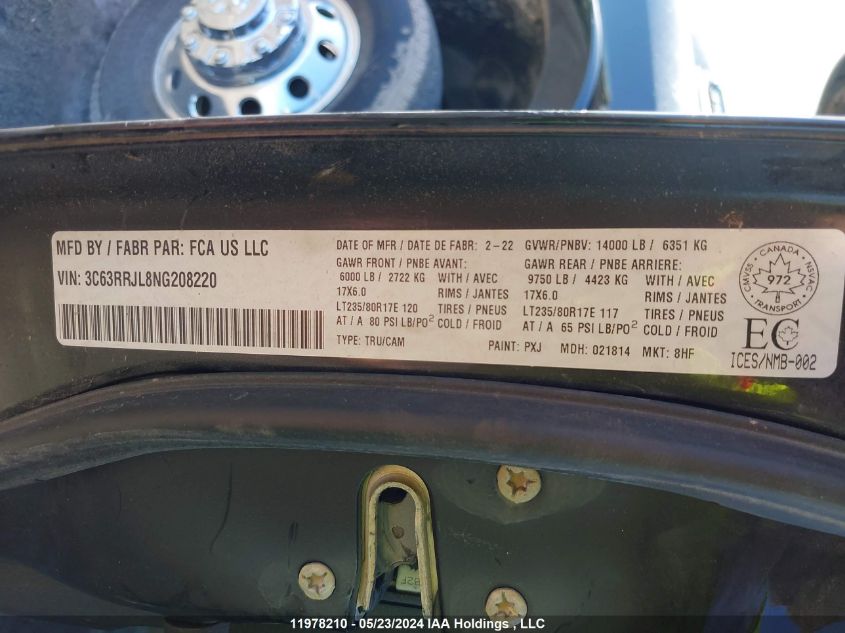 MFD BY / FABR PAR: FCA US LLC
VIN: 3C63RRJL8NG208220
DATE OF MFR / DATE DE FABR: 2-22
GVWR/PNBV: 14000 LB / 6351 KG
GAWR FRONT / PNBE AVANT:
6000 LB / 2722 KG WITH / AVEC
17X6.0 RIMS / JANTES
LT235/80R17E 120 TIRES / PNEUS
AT / A 80 PSI LB/PO² COLD / FROID
GAWR REAR / PNBE ARRIERE:
9750 LB / 4423 KG WITH / AVEC
17X6.0 RIMS / JANTES
LT235/80R17E 117 TIRES / PNEUS
AT / A 65 PSI LB/PO² COLD / FROID
TYPE: TRU/CAM
PAINT: PXJ MDH: 021814 MKT: 8HF
CANADA
CMVSS
972
NSVAC
TRANSPORT
EC
ICES/NMB-002
82F
11978210 - 05/23/2024 IAA Holdings , LLC